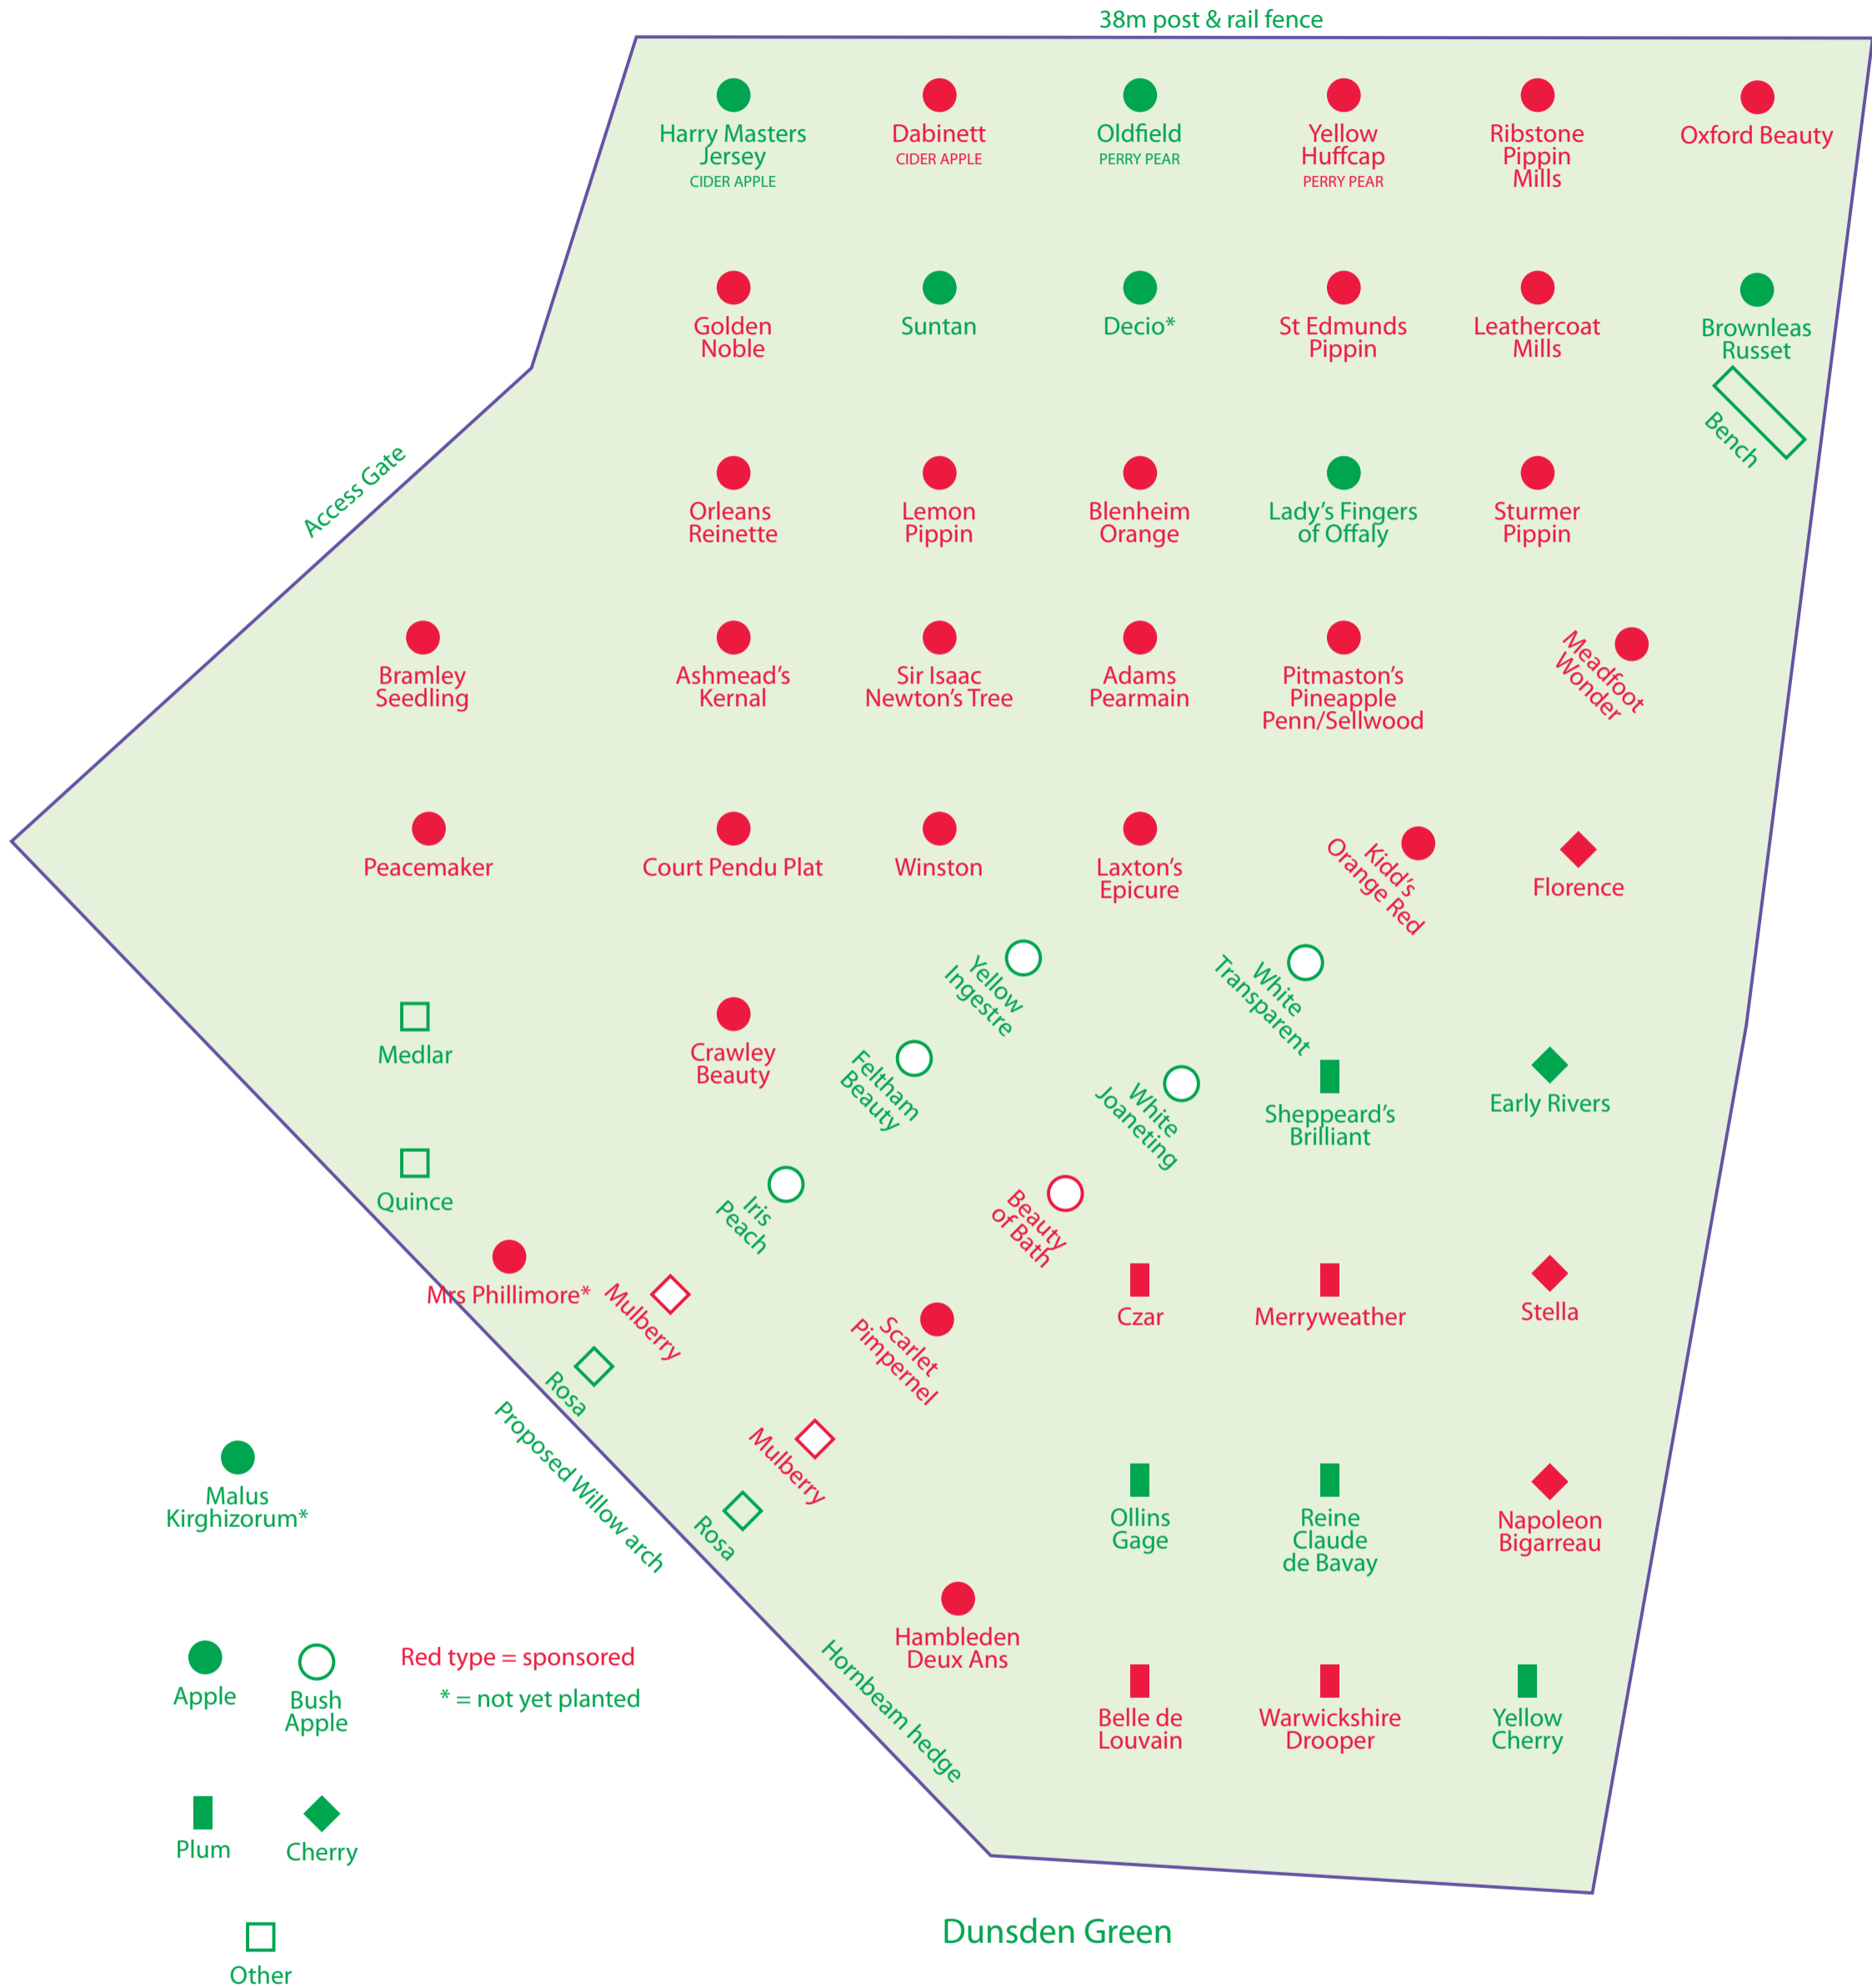 38m post & rail fence
Harry Masters
Jersey
CIDER APPLE
Dabinett
CIDER APPLE
Oldfield
PERRY PEAR
Yellow
Huffcap
PERRY PEAR
Ribstone
Pippin
Mills
Oxford Beauty
Golden
Noble
Suntan
Decio*
St Edmunds
Pippin
Leathercoat
Mills
Brownleas
Russet
Bench
Access Gate
Orleans
Reinette
Lemon
Pippin
Blenheim
Orange
Lady’s Fingers
of Offaly
Sturmer
Pippin
Bramley
Seedling
Ashmead’s
Kernal
Sir Isaac
Newton’s Tree
Adams
Pearmain
Pitmaston’s
Pineapple
Penn/Sellwood
Meadfoot
Wonder
Peacemaker
Court Pendu Plat
Winston
Laxton’s
Epicure
Kidd’s
Orange Red
Florence
Yellow
Ingestre
White
Transparent
Medlar
Crawley
Beauty
Feltham
Beauty
White
Joaneting
Sheppeard’s
Brilliant
Early Rivers
Quince
Iris
Peach
Beauty
of Bath
Mrs Phillimore*
Mulberry
Scarlet
Pimpernel
Czar
Merryweather
Stella
Rosa
Proposed Willow arch
Mulberry
Rosa
Malus
Kirghizorum*
Ollins
Gage
Reine
Claude
de Bavay
Napoleon
Bigarreau
Hambleden
Deux Ans
Hornbeam hedge
Belle de
Louvain
Warwickshire
Drooper
Yellow
Cherry
Apple
Bush
Apple
Red type = sponsored
* = not yet planted
Plum
Cherry
Other
Dunsden Green